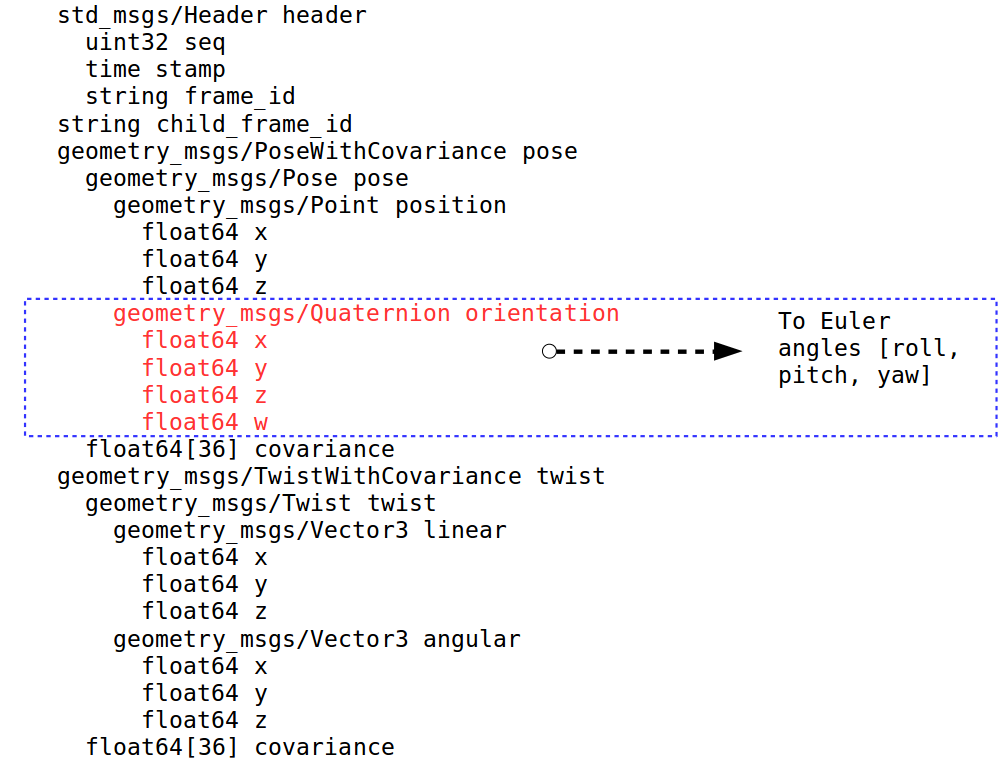 std_msgs/Header header
uint32 seq
time stamp
string frame_id
string child_frame_id
geometry_msgs/PoseWithCovariance pose
geometry_msgs/Pose pose
geometry_msgs/Point position
float64 x
float64 y
float64 z
geometry_msgs/Quaternion orientation
float64 x
float64 y
float64 z
float64 w
To Euler
angles [roll,
pitch, yaw]
float64[36] covariance
geometry_msgs/TwistWithCovariance twist
geometry_msgs/Twist twist
geometry_msgs/Vector3 linear
float64 x
float64 y
float64 z
geometry_msgs/Vector3 angular
float64 x
float64 y
float64 z
float64[36] covariance